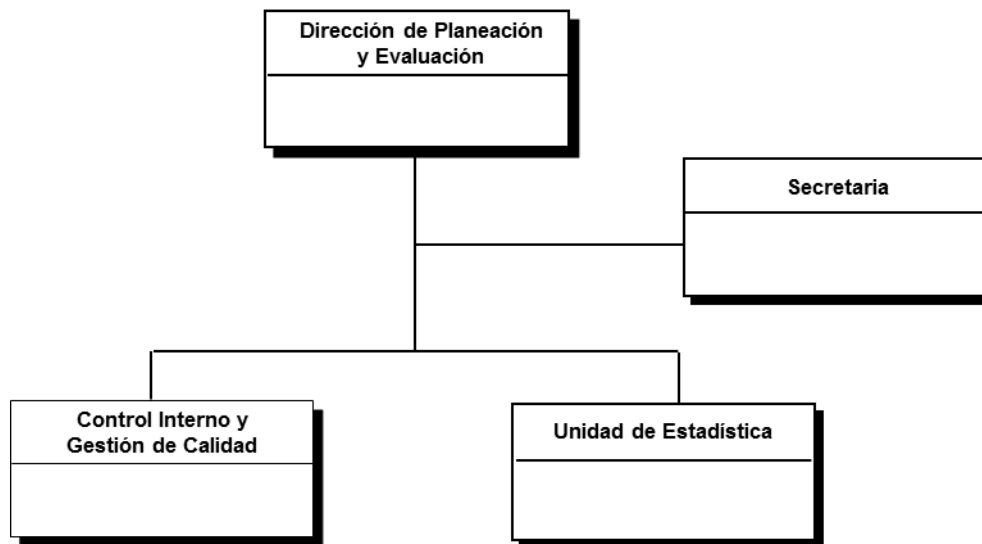 Dirección de Planeación
y Evaluación
Secretaria
Control Interno y
Gestión de Calidad
Unidad de Estadística